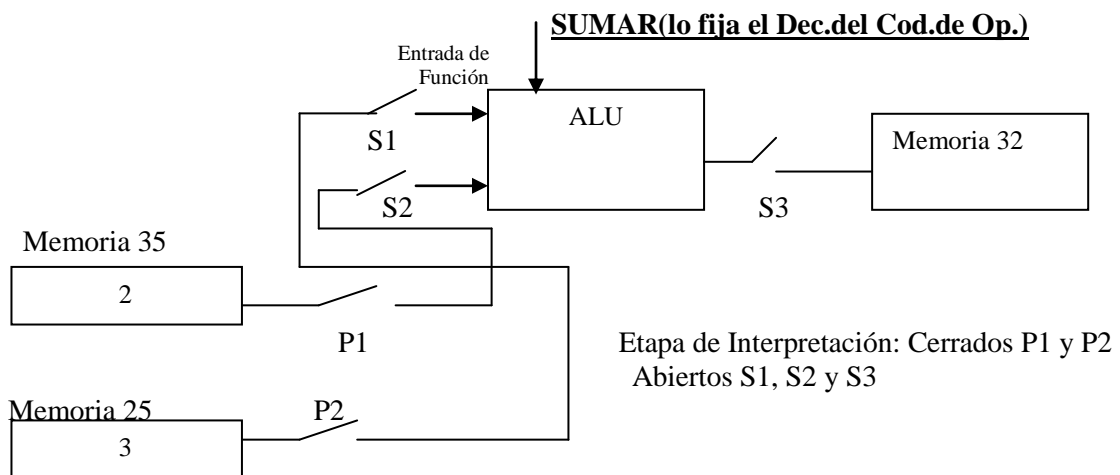 SUMAR(lo fija el Dec.del Cod.de Op.)
Entrada de
Función
ALU
S1
Memoria 32
S2
S3
Memoria 35
2
P1
Etapa de Interpretación: Cerrados P1 y P2
Abiertos S1, S2 y S3
Memoria 25
P2
3